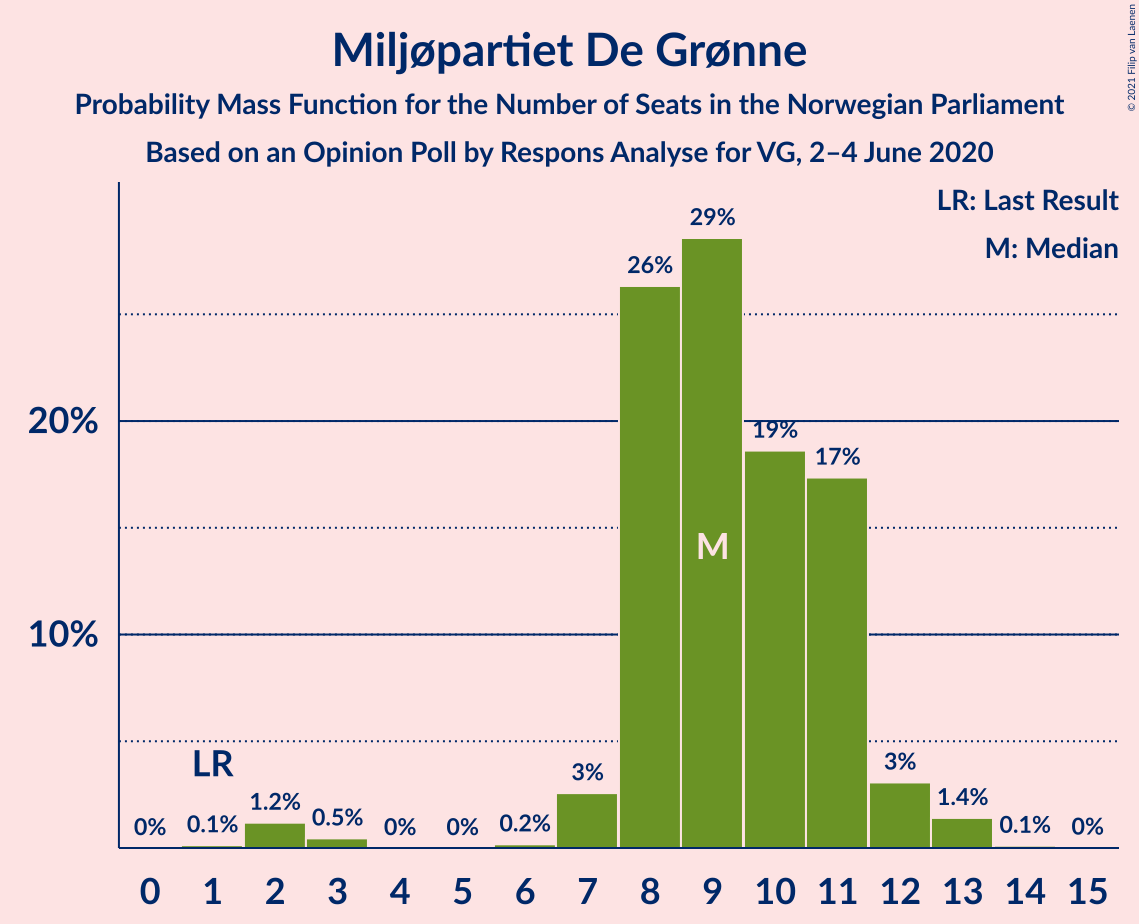 Miljøpartiet De Grønne
Probability Mass Function for the Number of Seats in the Norwegian Parliament
Based on an Opinion Poll by Respons Analyse for VG, 2–4 June 2020
© 2021 Filip van Laenen
LR: Last Result
M: Median
20%
10%
0%
0.1%
1.2%
0.5%
0%
0%
0.2%
3%
26%
29%
19%
17%
3%
1.4%
0.1%
0%
LR
M
0 1 2 3 4 5 6 7 8 9 10 11 12 13 14 15